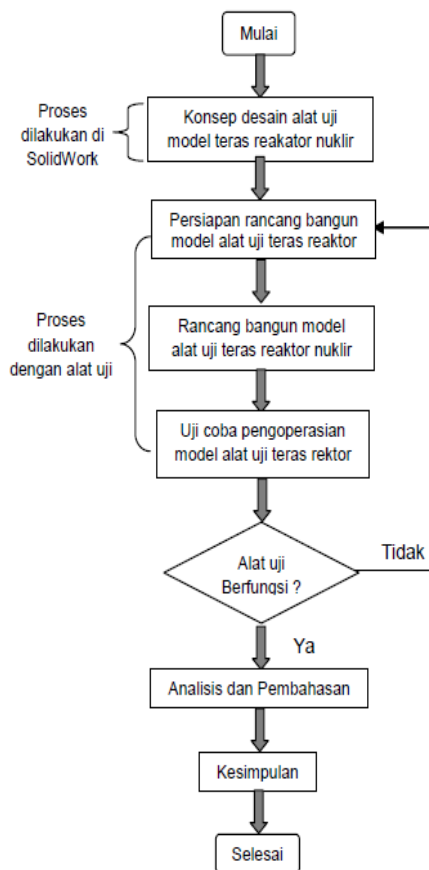 Mulai
Proses
dilakukan di
SolidWork
Konsep desain alat uji
model teras reakator nuklir
Persiapan rancang bangun
model alat uji teras reaktor
Proses
dilakukan
dengan alat uji
Rancang bangun model
alat uji teras reaktor nuklir
Uji coba pengoperasian
model alat uji teras rektor
Alat uji
Berfungsi ?
Tidak
Ya
Analisis dan Pembahasan
Kesimpulan
Selesai